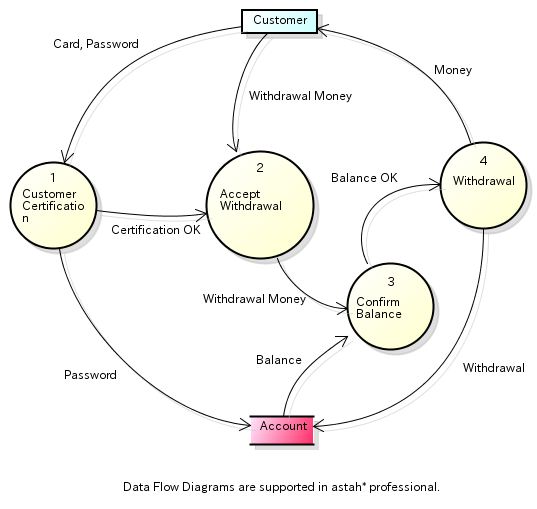 Customer
Card, Password
Money
Withdrawal Money
1
Customer
Certificatio
n
2
Accept
Withdrawal
4
Withdrawal
Balance OK
Certification OK
3
Confirm
Balance
Withdrawal Money
Balance
Password
Withdrawal
Account
Data Flow Diagrams are supported in astah* professional.